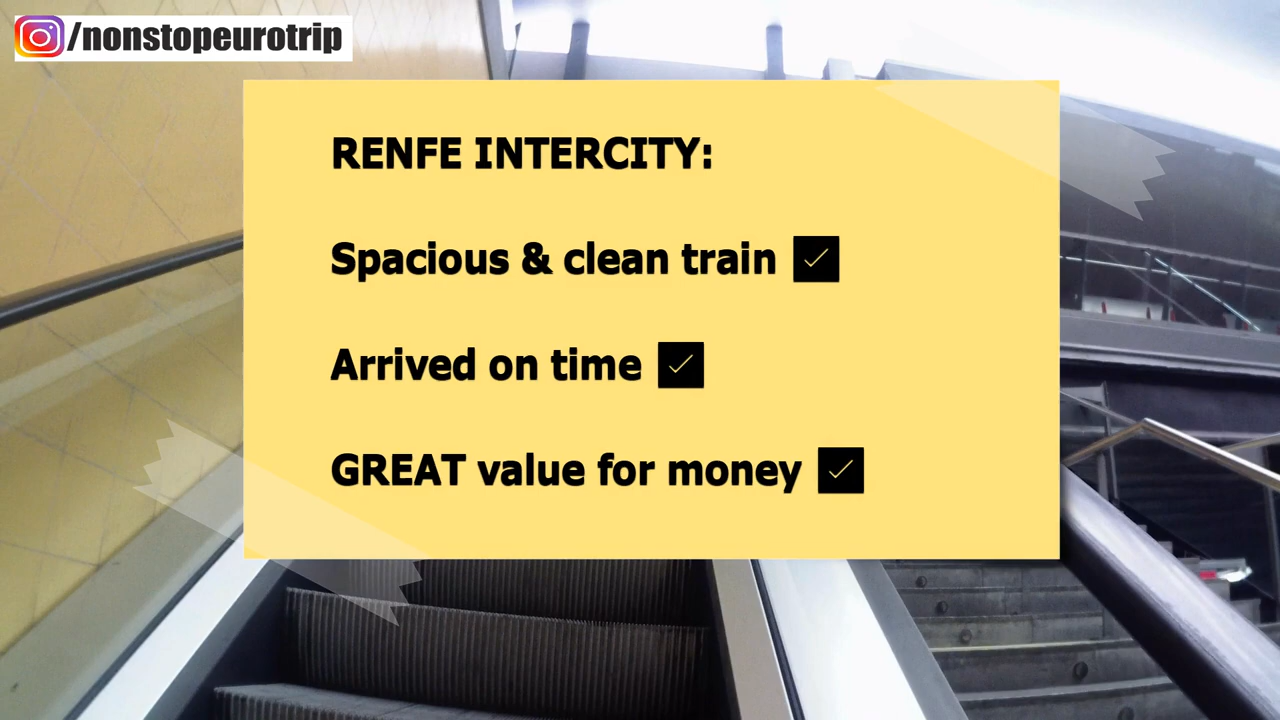 /nonstopeurotrip
RENFE INTERCITY:
Spacious & clean train ✓
Arrived on time ✓
GREAT value for money ✓